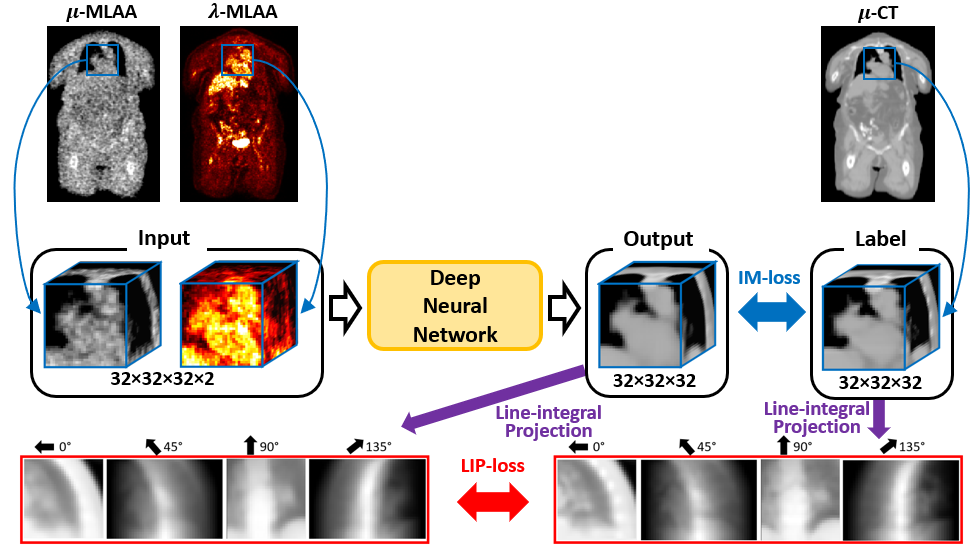 μ-MLAA
λ-MLAA
μ-CT
Input
Output
Label
Deep
Neural
Network
IM-loss
32×32×32×2
32×32×32
32×32×32
Line-integral
Projection
Line-integral
Projection
0°
45°
90°
135°
LIP-loss
0°
45°
90°
135°